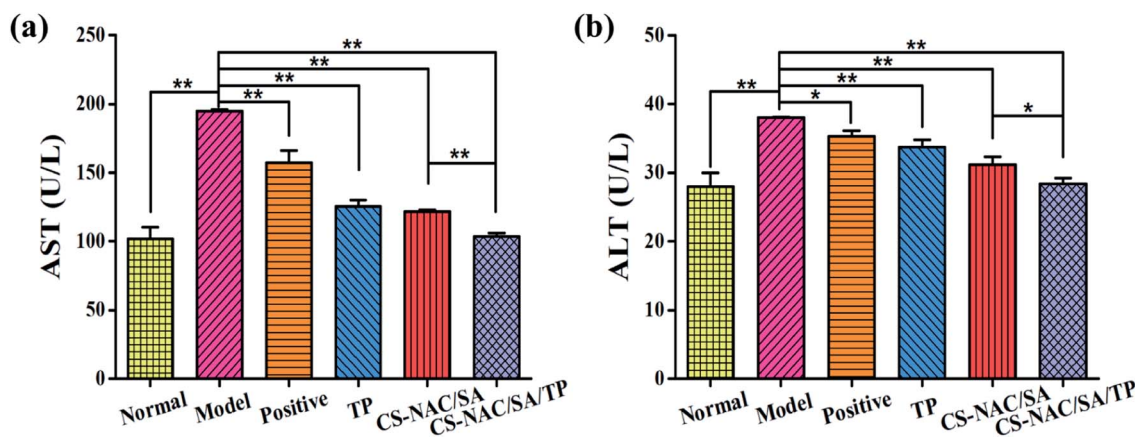 (a)
AST (U/L)
250
200
150
100
50
0
**
**
**
**
**
**
Normal
Model
Positive
TP
CS-NAC/SA
CS-NAC/SA/TP
(b)
ALT (U/L)
50
40
30
20
10
0
**
**
**
**
*
*
Normal
Model
Positive
TP
CS-NAC/SA
CS-NAC/SA/TP